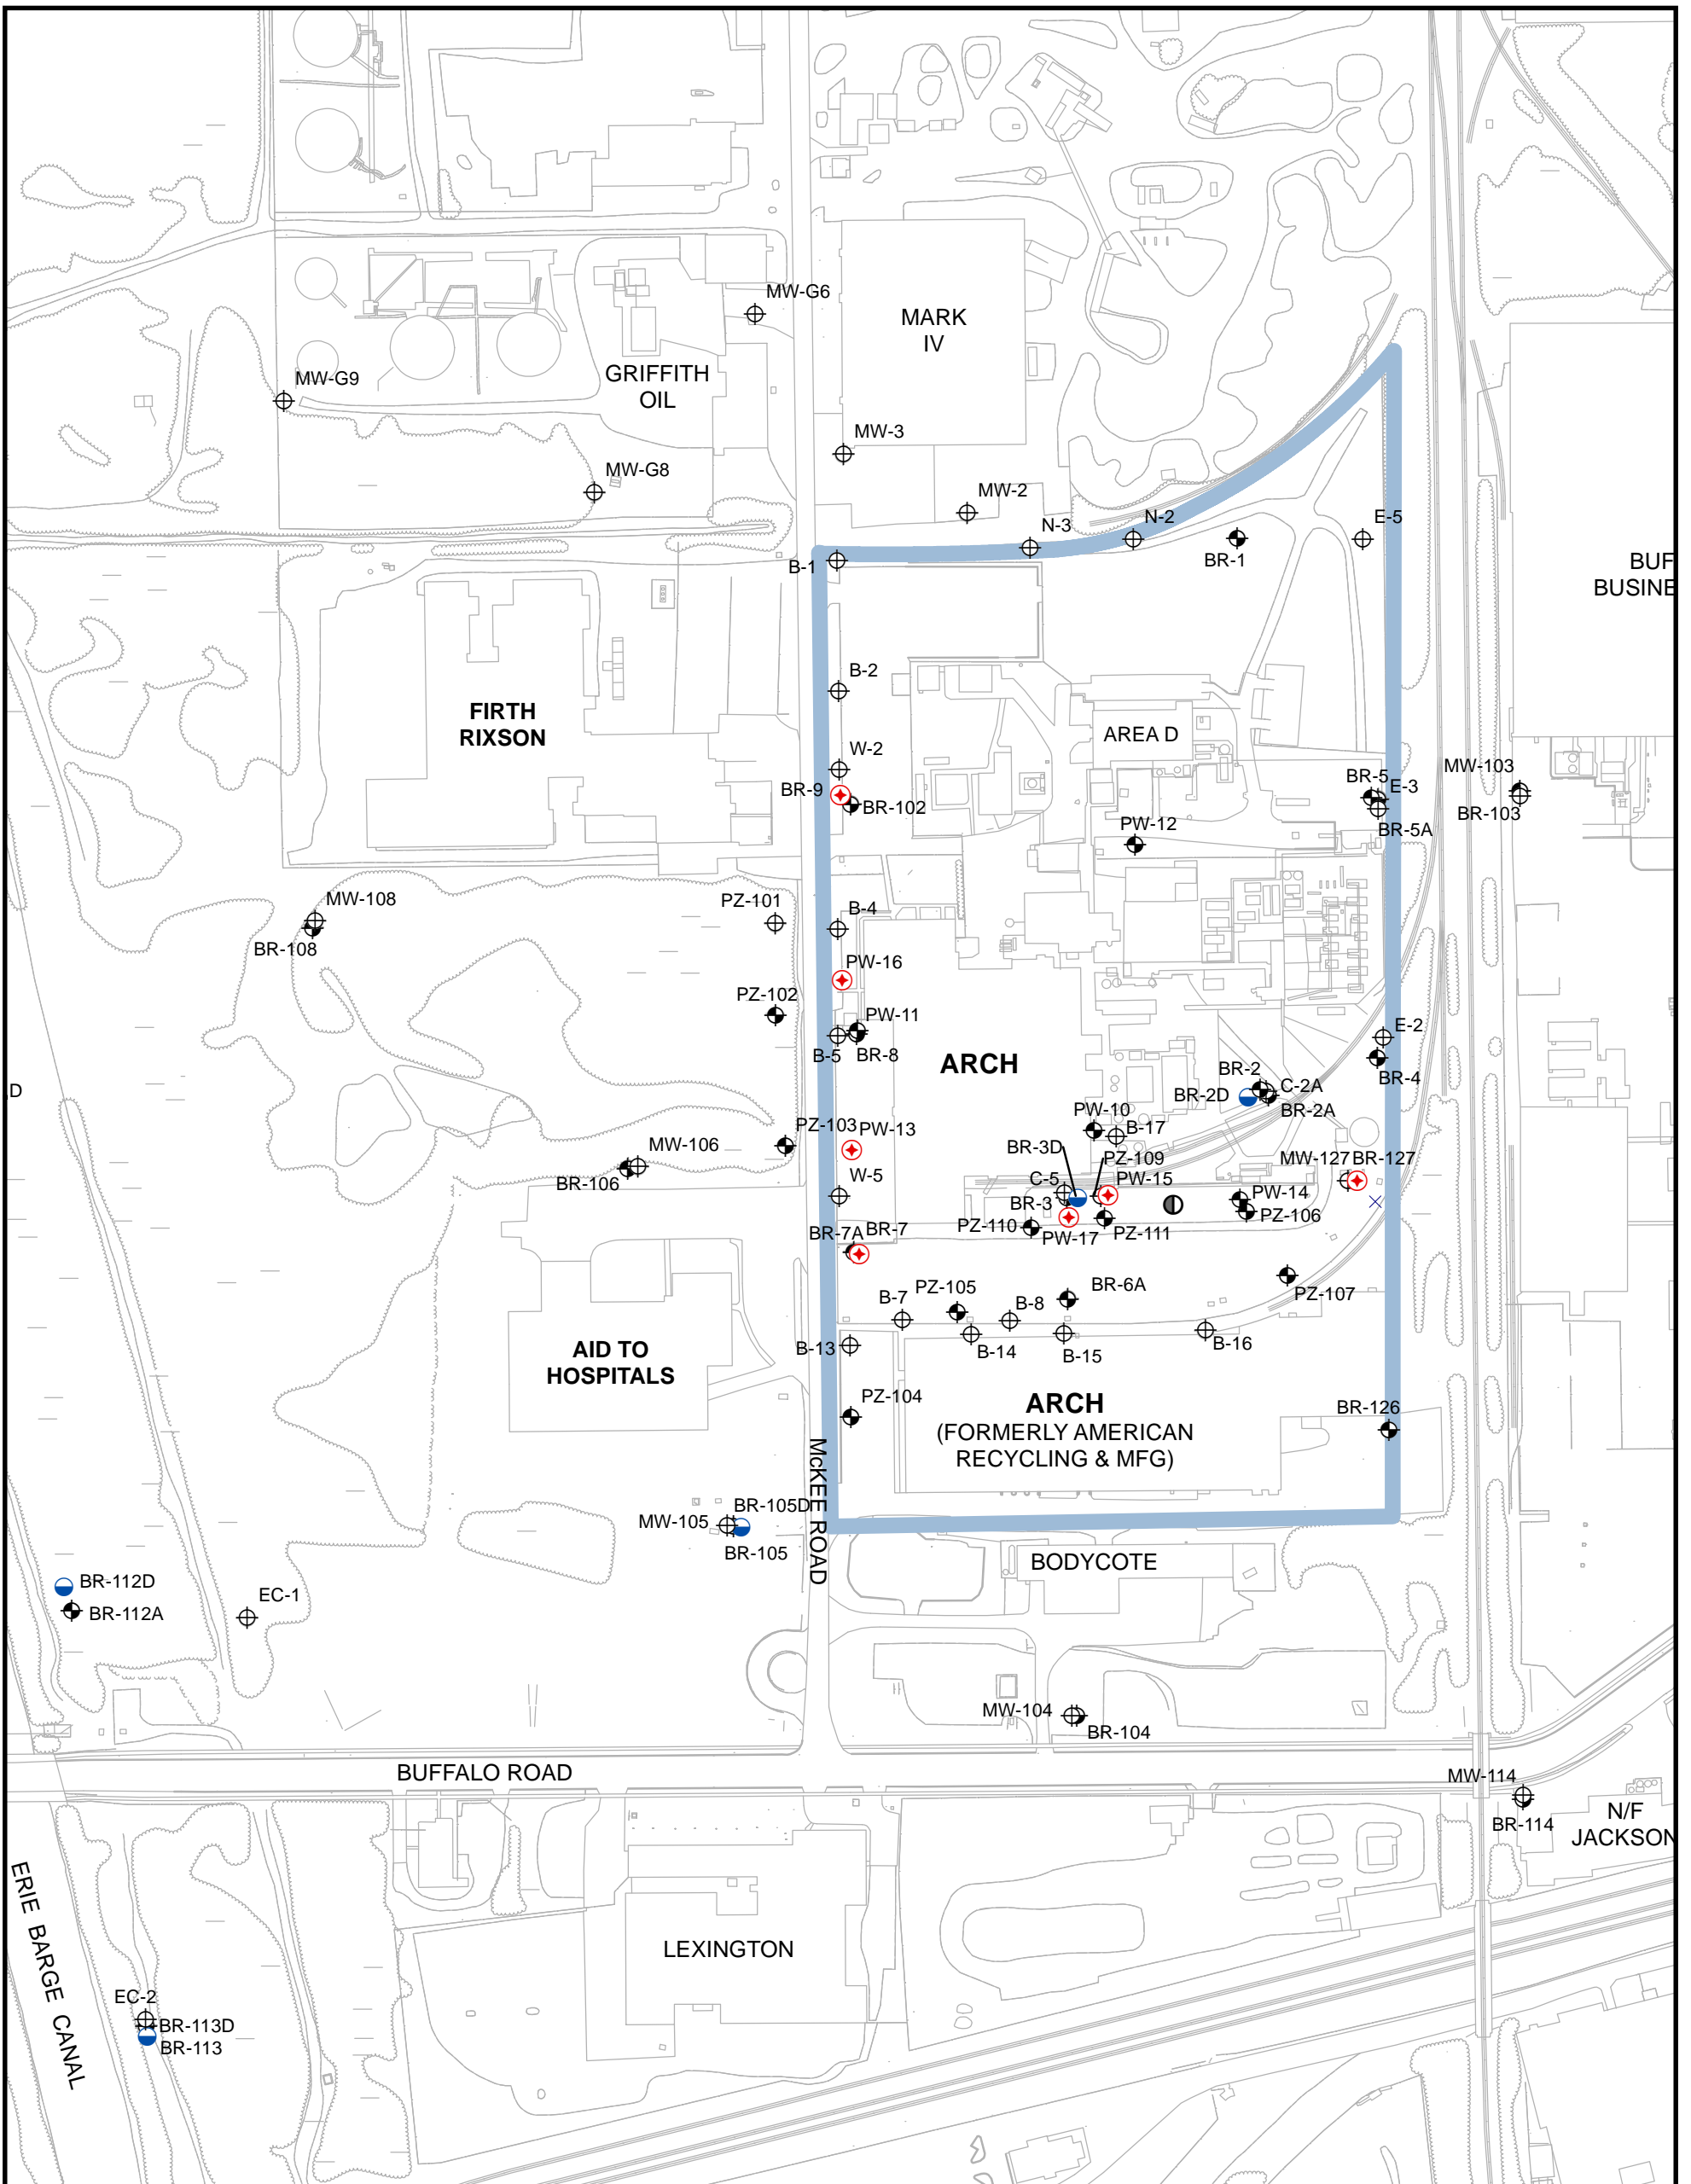 MW-G6
MARK
IV
GRIFFITH
OIL
MW-G9
MW-3
MW-G8
MW-2
N-3
N-2
E-5
BR-1
B-1
BUF
BUSINE
B-2
FIRTH
RIXSON
AREA D
W-2
BR-9
BR-102
MW-103
BR-5
E-3
BR-103
BR-5A
PW-12
MW-108
PZ-101
B-4
BR-108
PW-16
PZ-102
PW-11
B-5
BR-8
E-2
ARCH
BR-4
BR-2
C-2A
BR-2D
BR-2A
D
PW-10
B-17
PZ-103
PW-13
MW-106
BR-3D
PZ-109
MW-127
BR-127
BR-106
W-5
C-5
PW-15
BR-3
PW-14
PZ-106
PZ-110
PW-17
PZ-111
BR-7A
BR-7
BR-6A
PZ-107
B-7
PZ-105
B-8
B-13
B-14
B-15
B-16
AID TO
HOSPITALS
PZ-104
ARCH
(FORMERLY AMERICAN
RECYCLING & MFG)
BR-126
McKEE ROAD
BR-105D
MW-105
BR-105
BODYCOTE
BR-112D
BR-112A
EC-1
MW-104
BR-104
BUFFALO ROAD
MW-114
BR-114
N/F
JACKSON
ERIE BARGE CANAL
LEXINGTON
EC-2
BR-113D
BR-113